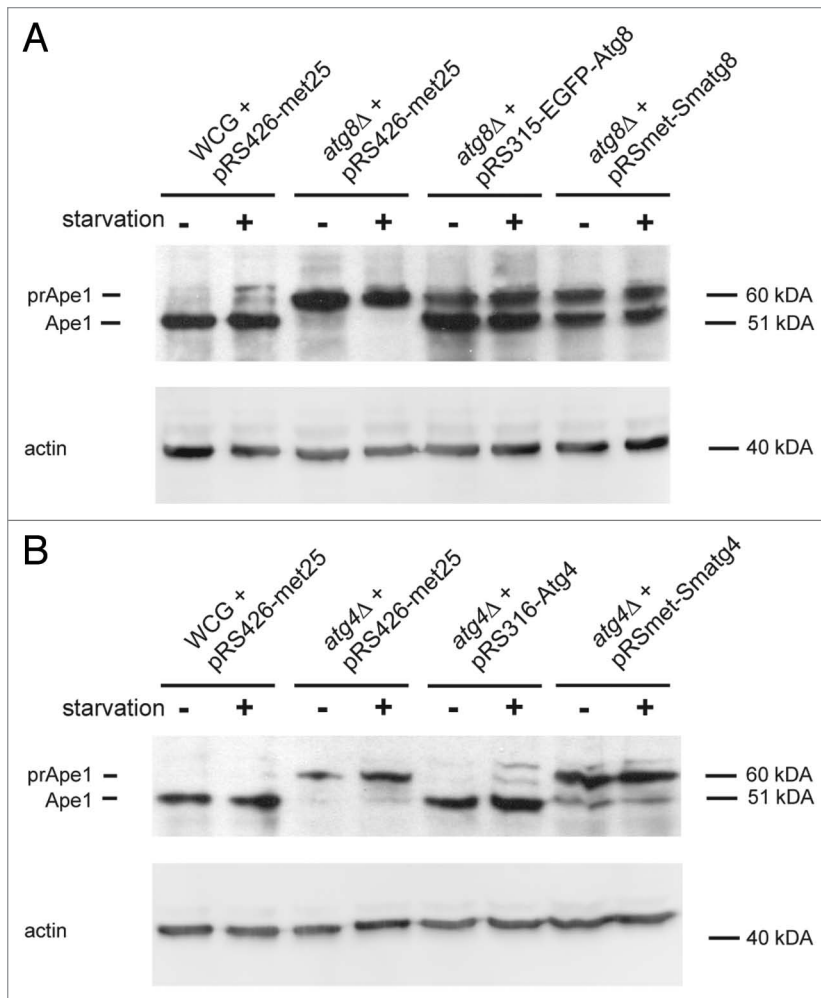 A
WCG +
pRS426-met25
atg8Δ +
pRS426-met25
atg8Δ +
pRS315-EGFP-Atg8
atg8Δ +
pRSmet-Smatg8
starvation - + - + - + - +
prApe1 60 kDA
Ape1 51 kDA
actin 40 kDA
B
WCG +
pRS426-met25
atg4Δ +
pRS426-met25
atg4Δ +
pRS316-Atg4
atg4Δ +
pRSmet-Smatg4
starvation - + - + - + - +
prApe1 60 kDA
Ape1 51 kDA
actin
40 kDA